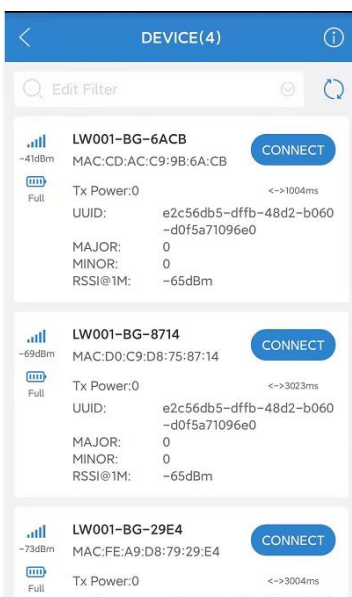 DEVICE(4)
Edit Filter
LW001-BG-6ACB
CONNECT
-41dBm
MAC:CD:AC:C9:9B:6A:CB
Full
Tx Power:0
<->1004ms
UUID: e2c56db5-dffb-48d2-b060
-d0f5a71096e0
MAJOR: 0
MINOR: 0
RSSI@1M: -65dBm
LW001-BG-8714
CONNECT
-69dBm
MAC:D0:C9:D8:75:87:14
Full
Tx Power:0
<->3023ms
UUID: e2c56db5-dffb-48d2-b060
-d0f5a71096e0
MAJOR: 0
MINOR: 0
RSSI@1M: -65dBm
LW001-BG-29E4
CONNECT
-73dBm
MAC:FE:A9:D8:79:29:E4
Full
Tx Power:0
<->3004ms